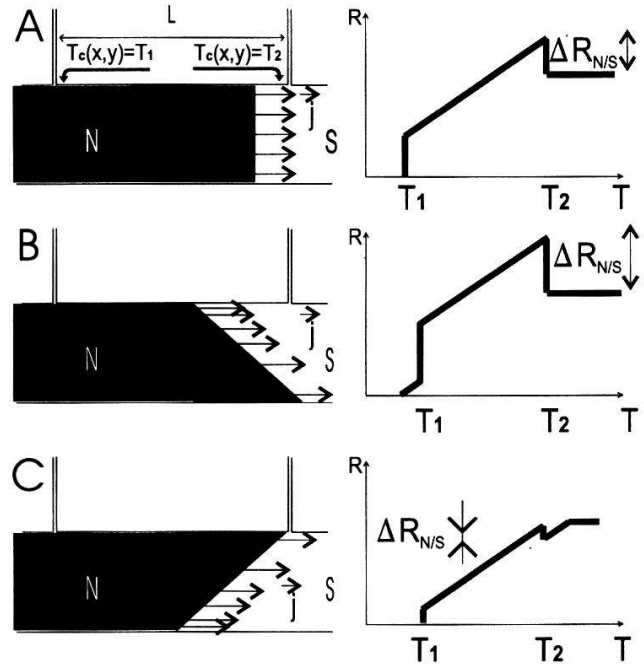 A
L
Tc(x,y)=T1 Tc(x,y)=T2
N
j
S
R
ΔRN/S
T1 T2 T
B
N
j
S
R
ΔRN/S
T1 T2 T
C
N
j
S
R
ΔRN/S
T1 T2 T